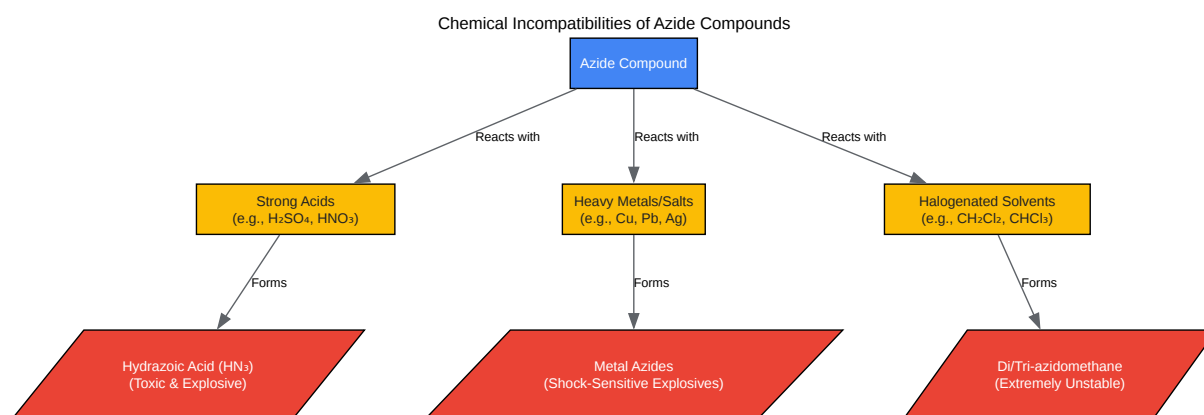 Chemical Incompatibilities of Azide Compounds
Azide Compound
Reacts with
Reacts with
Reacts with
Strong Acids
(e.g., H₂SO₄, HNO₃)
Heavy Metals/Salts
(e.g., Cu, Pb, Ag)
Halogenated Solvents
(e.g., CH₂Cl₂, CHCl₃)
Forms
Forms
Forms
Hydrazoic Acid (HN₃)
(Toxic & Explosive)
Metal Azides
(Shock-Sensitive Explosives)
Di/Tri-azidomethane
(Extremely Unstable)